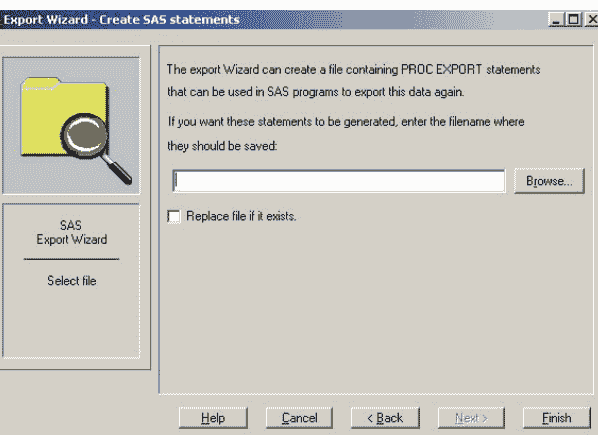 Export Wizard - Create SAS statements
The export Wizard can create a file containing PROC EXPORT statements
that can be used in SAS programs to export this data again.
If you want these statements to be generated, enter the filename where
they should be saved:
Browse...
Replace file if it exists.
SAS
Export Wizard
Select file
Help
Cancel
< Back
Next >
Finish